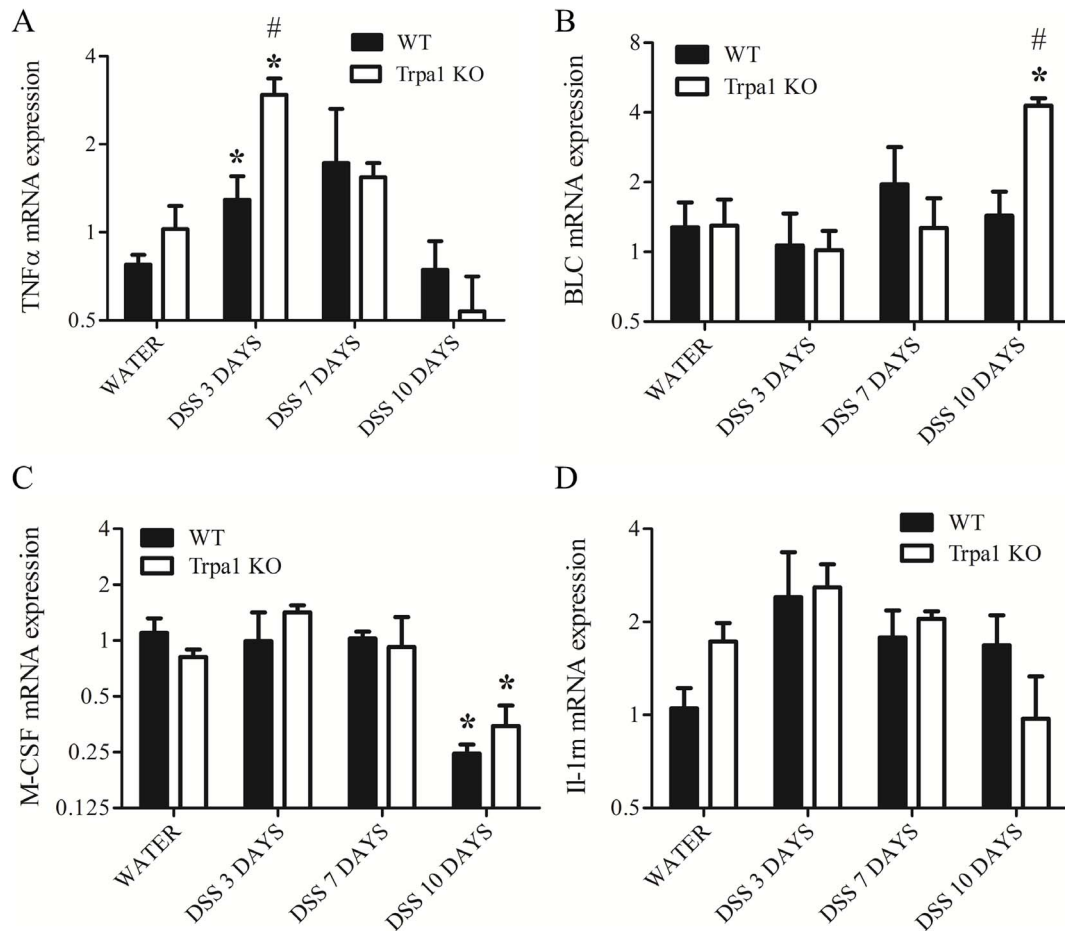 A
TNFα mRNA expression
4
2
1
0.5
#
*
*
WT
Trpa1 KO
WATER
DSS 3 DAYS
DSS 7 DAYS
DSS 10 DAYS
B
BLC mRNA expression
8
4
2
1
0.5
WT
Trpa1 KO
#
*
WATER
DSS 3 DAYS
DSS 7 DAYS
DSS 10 DAYS
C
M-CSF mRNA expression
4
2
1
0.5
0.25
0.125
WT
Trpa1 KO
*
*
WATER
DSS 3 DAYS
DSS 7 DAYS
DSS 10 DAYS
D
Il-1rn mRNA expression
4
2
1
0.5
WT
Trpa1 KO
WATER
DSS 3 DAYS
DSS 7 DAYS
DSS 10 DAYS